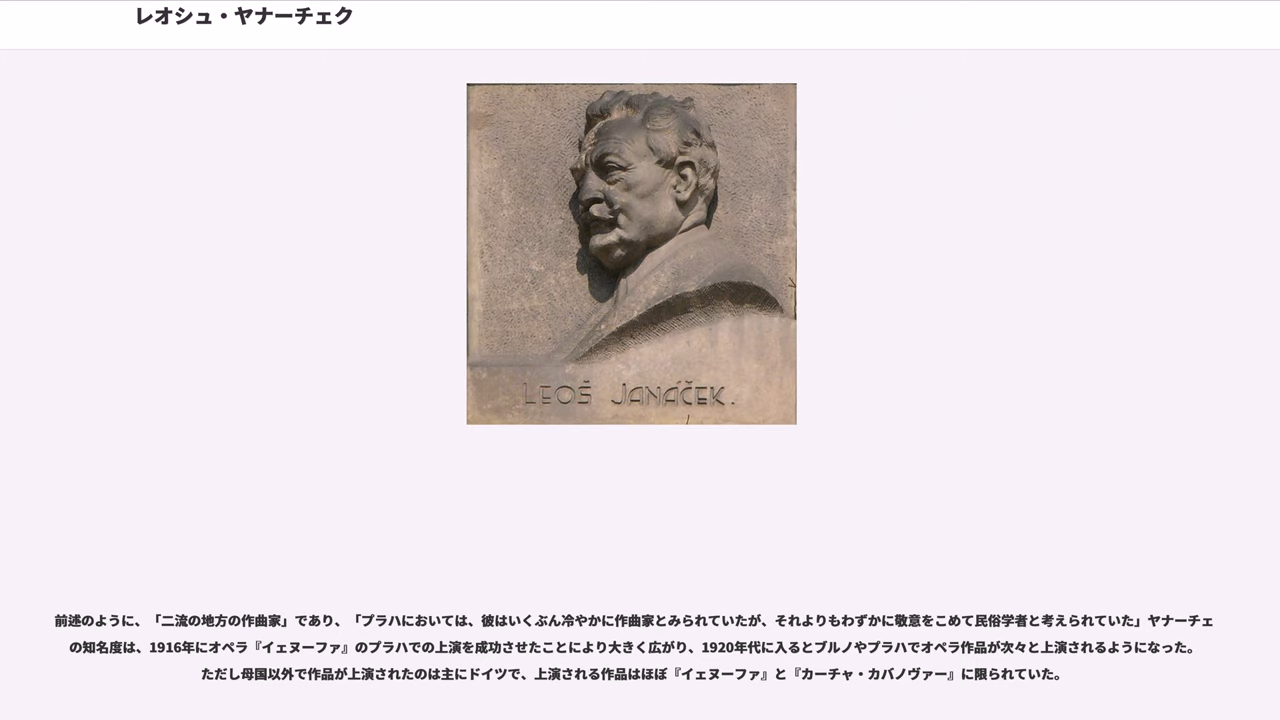 レオシュ・ヤナーチェク
LEOŠ JANÁČEK.
前述のように、「二流の地方の作曲家」であり、「プラハにおいては、彼はいくぶん冷やかに作曲家とみられていたが、それよりもわずかに敬意をこめて民俗学者と考えられていた」ヤナーチェ
の知名度は、1916年にオペラ『イェヌーファ』のプラハでの上演を成功させたことにより大きく広がり、1920年代に入るとブルノやプラハでオペラ作品が次々と上演されるようになった。
ただし母国以外で作品が上演されたのは主にドイツで、上演される作品はほぼ『イェヌーファ』と『カーチャ・カバノヴァー』に限られていた。